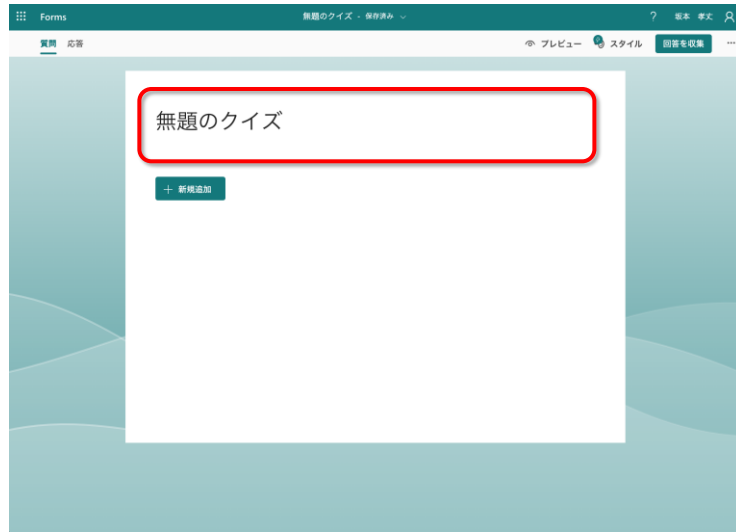 Forms
無題のクイズ - 保存済み
?
坂本 孝丈
質問 応答
プレビュー
スタイル
回答を収集
...
無題のクイズ
+ 新規追加